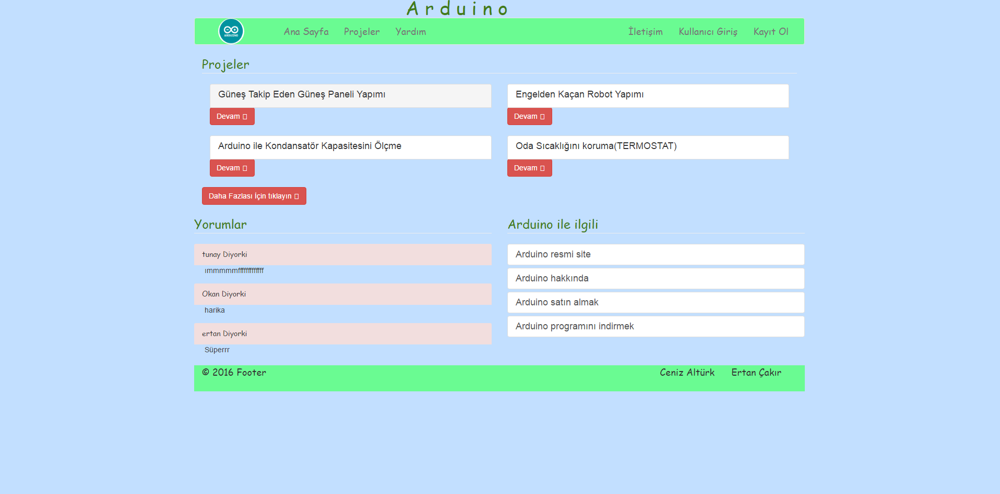 Arduino
ARDUINO
Ana Sayfa Projeler Yardım İletişim Kullanıcı Giriş Kayıt Ol
Projeler
Güneş Takip Eden Güneş Paneli Yapımı
Devam
Engelden Kaçan Robot Yapımı
Devam
Arduino ile Kondansatör Kapasitesini Ölçme
Devam
Oda Sıcaklığını koruma(TERMOSTAT)
Devam
Daha Fazlası İçin tıklayın
Yorumlar
tunay Diyorki
Okan Diyorki
harika
ertan Diyorki
Süperrr
Arduino ile ilgili
Arduino resmi site
Arduino hakkında
Arduino satın almak
Arduino programını indirmek
© 2016 Footer Ceniz Altürk Ertan Çakır